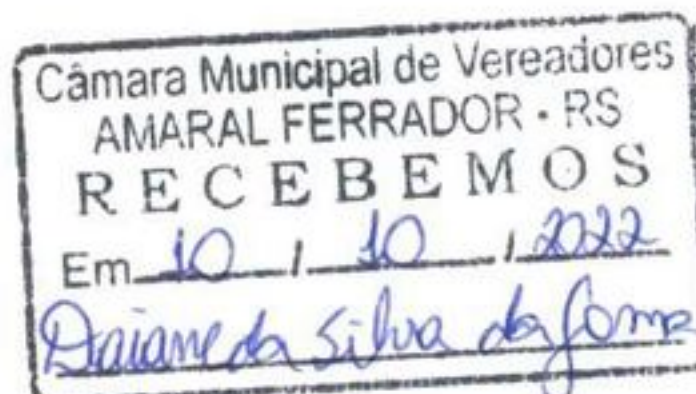 Câmara Municipal de Vereadores
AMARAL FERRADOR - RS
RECEBEMOS
Em 10 / 10 / 2022
Daiane da Silva da